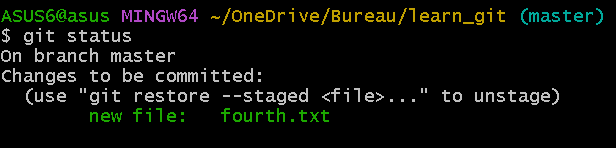 ASUS6@asus MINGW64 ~/OneDrive/Bureau/learn_git (master)
$ git status
On branch master
Changes to be committed:
  (use "git restore --staged <file>..." to unstage)
        new file:   fourth.txt